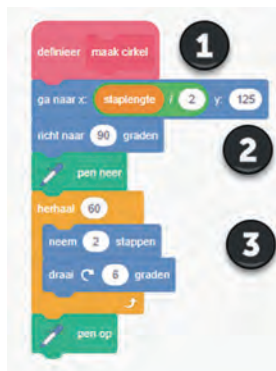 definieer maak cirkel
1
ga naar x: staplengte / 2 y: 125
richt naar 90 graden
2
pen neer
herhaal 60
neem 2 stappen
3
draai 6 graden
pen op